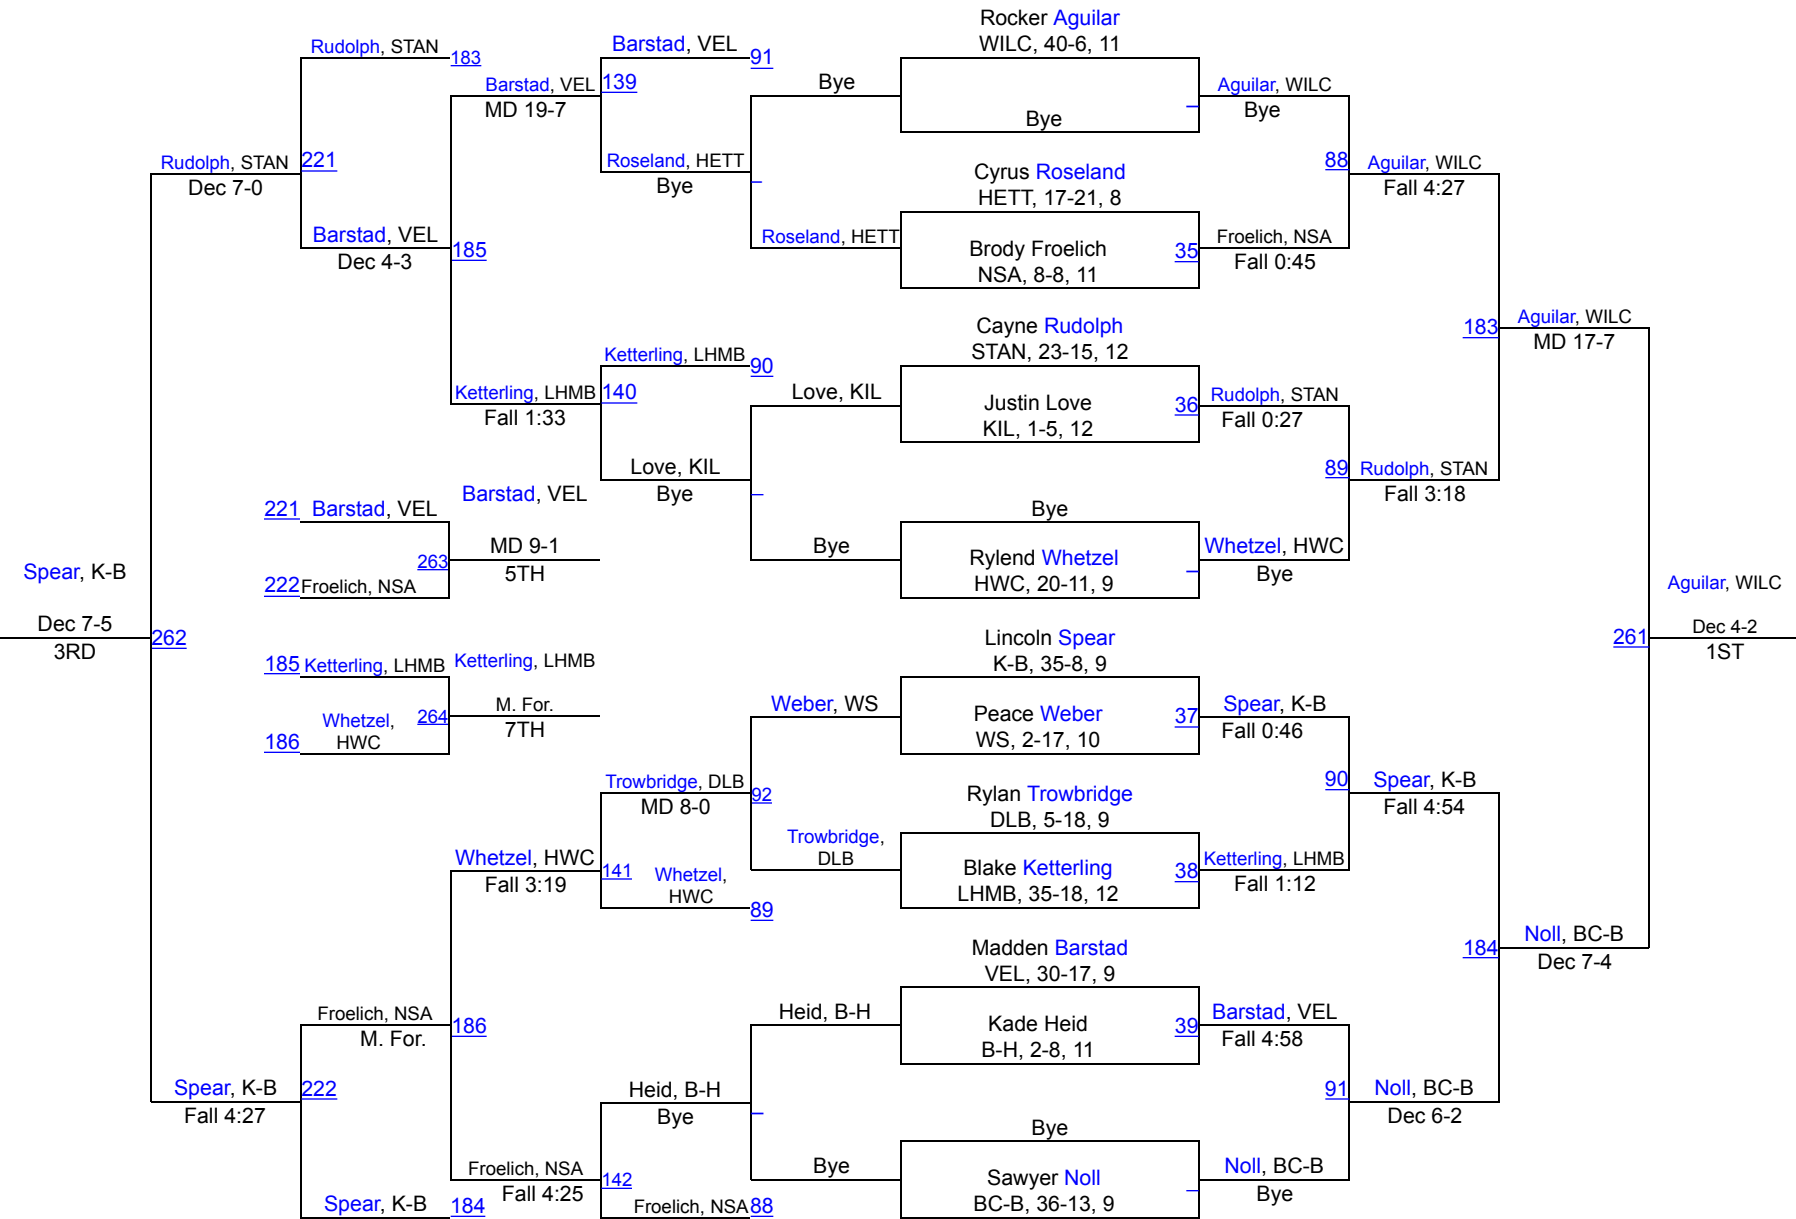 Rocker Aguilar
WILC, 40-6, 11
Bye
Cyrus Roseland
HETT, 17-21, 8
Brody Froelich
NSA, 8-8, 11
35
Cayne Rudolph
STAN, 23-15, 12
Justin Love
KIL, 1-5, 12
36
Bye
Rylend Whetzel
HWC, 20-11, 9
Lincoln Spear
K-B, 35-8, 9
Peace Weber
WS, 2-17, 10
37
Rylan Trowbridge
DLB, 5-18, 9
Blake Ketterling
LHMB, 35-18, 12
38
Madden Barstad
VEL, 30-17, 9
Kade Heid
B-H, 2-8, 11
39
Bye
Sawyer Noll
BC-B, 36-13, 9
Aguilar, WILC
Bye
88
Froelich, NSA
Fall 0:45
Rudolph, STAN
Fall 0:27
89
Whetzel, HWC
Bye
Spear, K-B
Fall 0:46
90
Ketterling, LHMB
Fall 1:12
Barstad, VEL
Fall 4:58
91
Noll, BC-B
Bye
Aguilar, WILC
Fall 4:27
183
Rudolph, STAN
Fall 3:18
Spear, K-B
Fall 4:54
184
Noll, BC-B
Dec 6-2
Aguilar, WILC
MD 17-7
261
Noll, BC-B
Dec 7-4
Aguilar, WILC
Dec 4-2
1ST
Bye
Roseland, HETT
Love, KIL
Bye
Weber, WS
92
Trowbridge,
DLB
Heid, B-H
Bye
Barstad, VEL
91
139
Roseland, HETT
Bye
Ketterling, LHMB
90
140
Love, KIL
Bye
Trowbridge, DLB
MD 8-0
141
Whetzel,
HWC
89
Heid, B-H
Bye
142
Froelich, NSA
88
Barstad, VEL
MD 19-7
185
Ketterling, LHMB
Fall 1:33
Whetzel, HWC
Fall 3:19
186
Froelich, NSA
Fall 4:25
Rudolph, STAN
183
221
Barstad, VEL
Dec 4-3
221
Barstad, VEL
Barstad, VEL
263
MD 9-1
5TH
222
Froelich, NSA
185
Ketterling, LHMB
Ketterling, LHMB
264
M. For.
7TH
186
Whetzel,
HWC
Froelich, NSA
M. For.
222
Spear, K-B
184
Rudolph, STAN
Dec 7-0
262
Spear, K-B
Fall 4:27
Spear, K-B
Dec 7-5
3RD